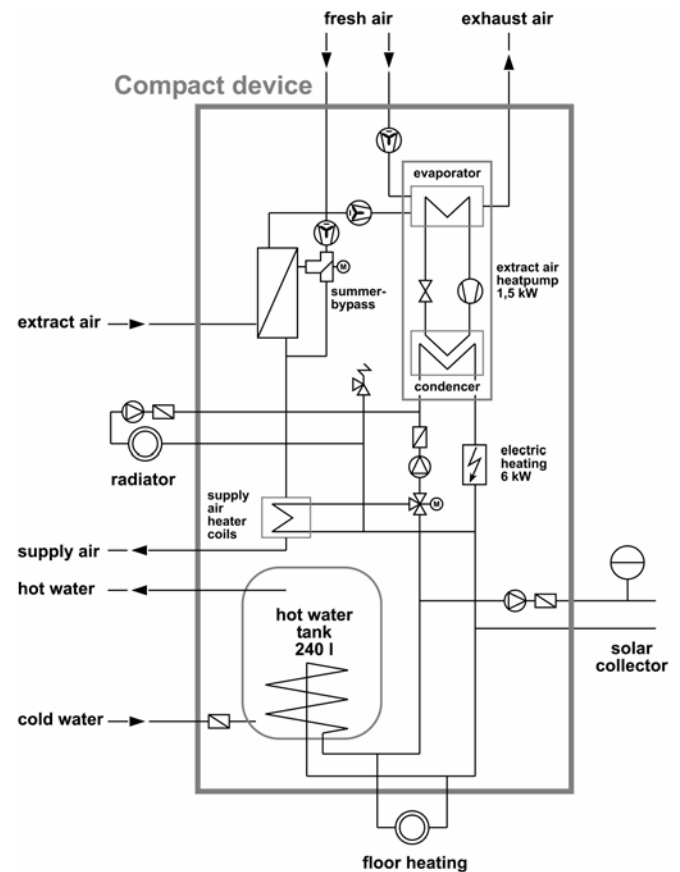 fresh air
exhaust air
Compact device
evaporator
extract air
heatpump
1,5 kW
M
summer-
bypass
extract air
condencer
electric
heating
6 kW
radiator
supply
air
heater
coils
M
supply air
hot water
hot water
tank
240 l
solar
collector
cold water
floor heating